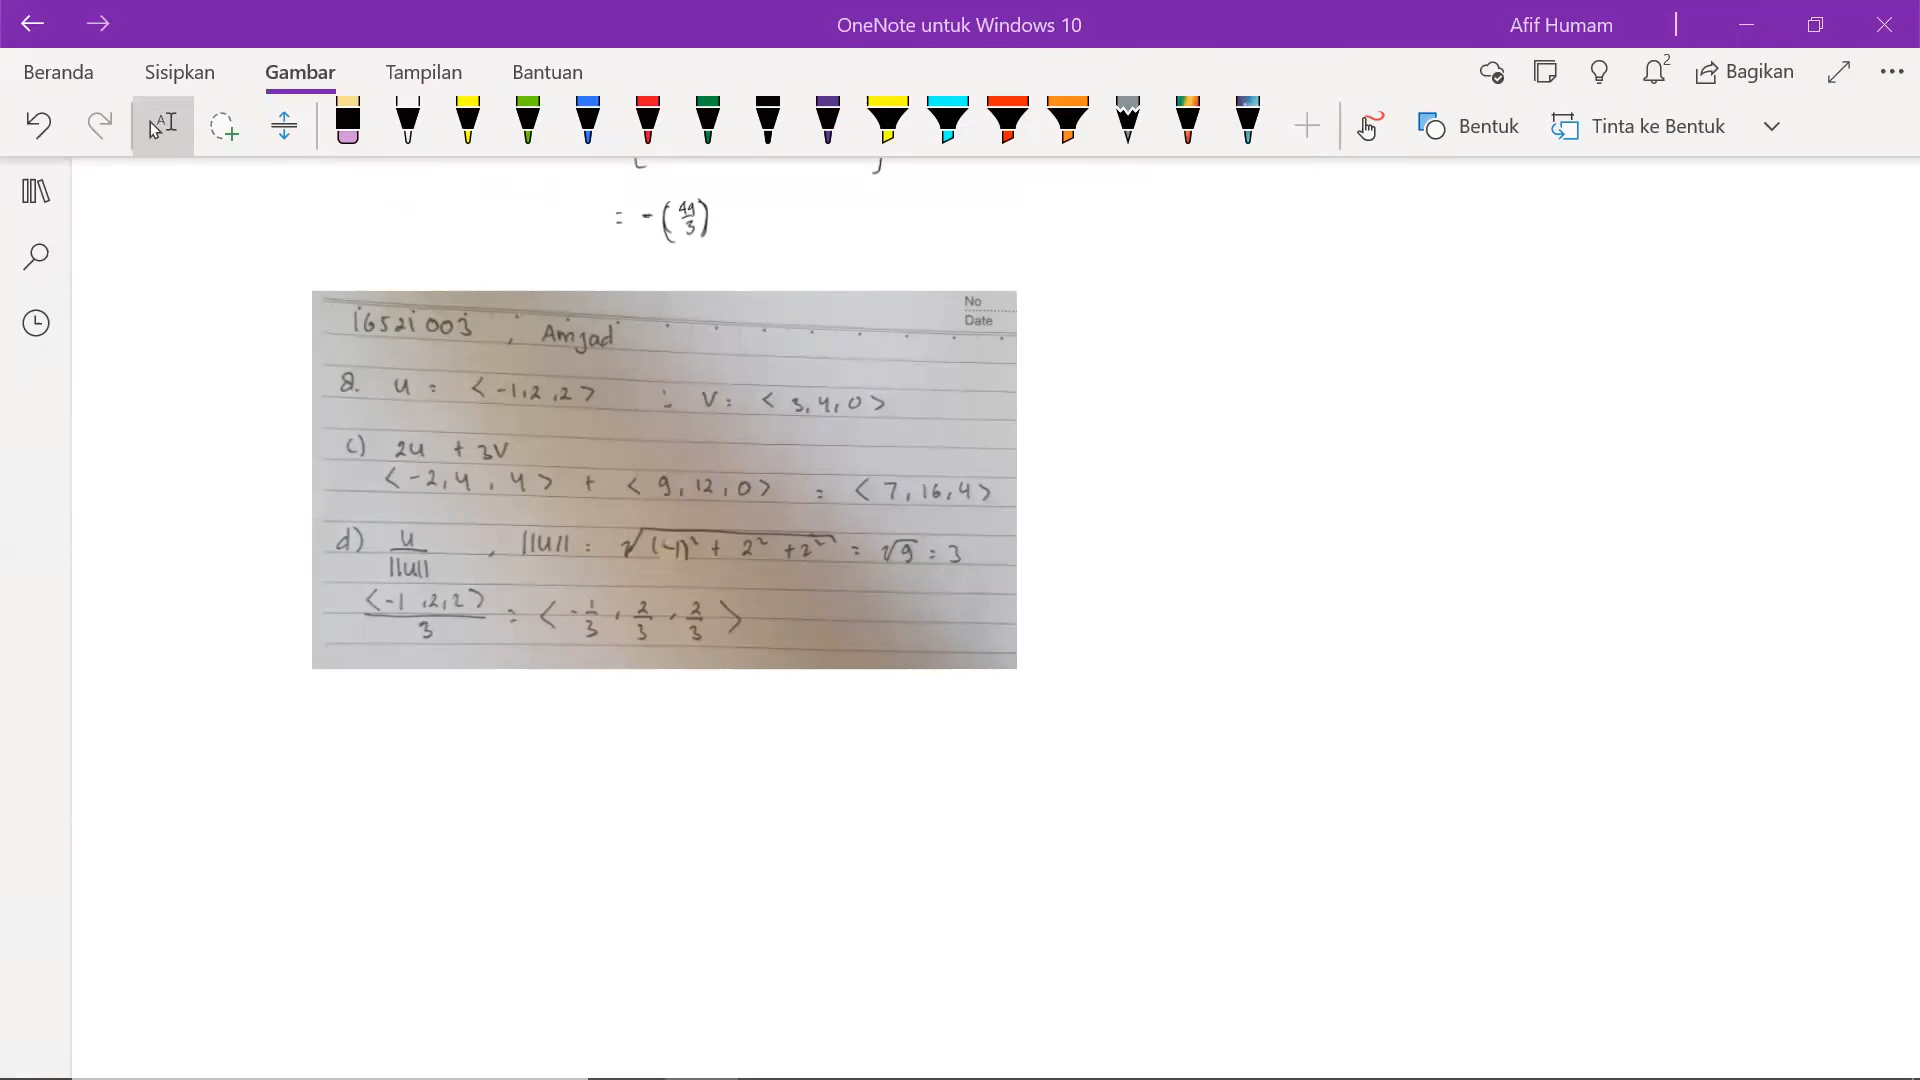 OneNote untuk Windows 10
Afif Humam
Beranda Sisipkan Gambar Tampilan Bantuan
2
Bagikan
Bentuk Tinta ke Bentuk
= - (44/3)
No
Date
16521003, Amjad
8. u = < -1,2,2 > ; v = < 3,4,0 >
c) 2u + 3v
< -2,4,4 > + < 9,12,0 > = < 7,16,4 >
d) u/||u|| , ||u|| = √((-1)² + 2² + 2²) = √9 = 3
< -1,2,2 >/3 = < -1/3, 2/3, 2/3 >